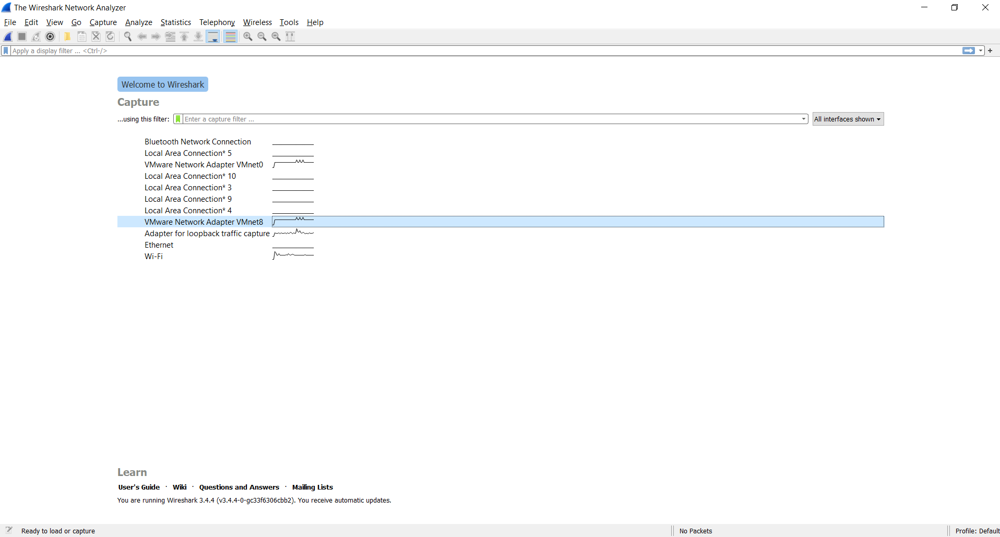 The Wireshark Network Analyzer
File Edit View Go Capture Analyze Statistics Telephony Wireless Tools Help
Apply a display filter ... <Ctrl-/>
Welcome to Wireshark
Capture
...using this filter: Enter a capture filter ... All interfaces shown
Bluetooth Network Connection
Local Area Connection* 5
VMware Network Adapter VMnet0
Local Area Connection* 10
Local Area Connection* 3
Local Area Connection* 9
Local Area Connection* 4
VMware Network Adapter VMnet8
Adapter for loopback traffic capture
Ethernet
Wi-Fi
Learn
User's Guide · Wiki · Questions and Answers · Mailing Lists
You are running Wireshark 3.4.4 (v3.4.4-0-gc33f6306cbb2). You receive automatic updates.
Ready to load or capture No Packets Profile: Default